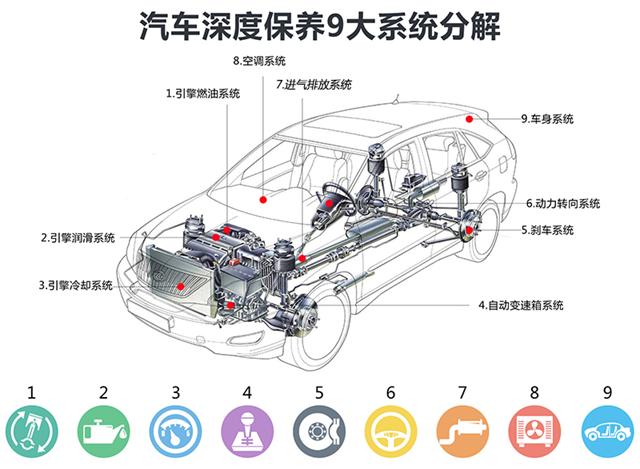 汽车深度保养9大系统分解
8.空调系统
7.进气排放系统
1.引擎燃油系统
9.车身系统
6.动力转向系统
5.刹车系统
2.引擎润滑系统
3.引擎冷却系统
4.自动变速箱系统
1 2 3 4 5 6 7 8 9